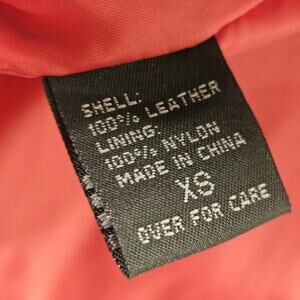 SHELL:
100% LEATHER
LINING:
100% NYLON
MADE IN CHINA
XS
OVER FOR CARE